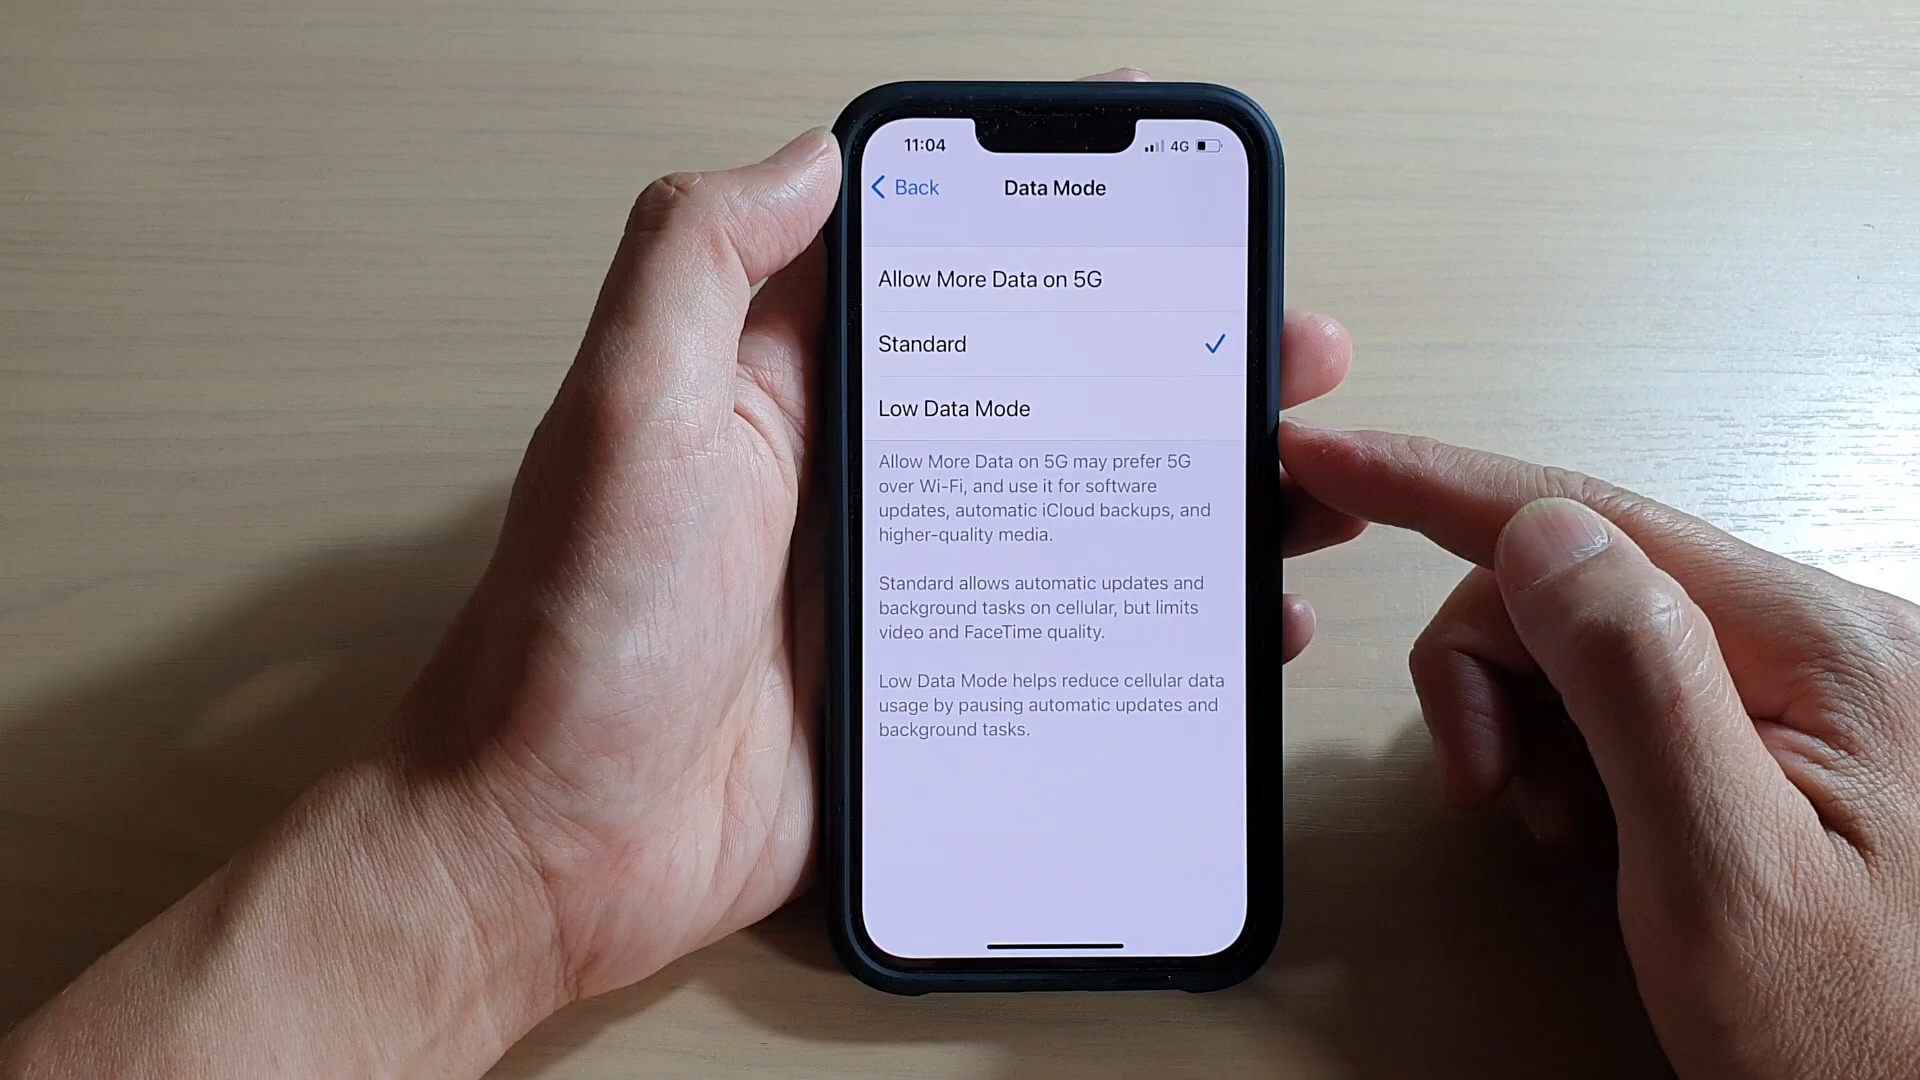 11:04
4G
Back
Data Mode
Allow More Data on 5G
Standard
Low Data Mode
Allow More Data on 5G may prefer 5G
over Wi-Fi, and use it for software
updates, automatic iCloud backups, and
higher-quality media.
Standard allows automatic updates and
background tasks on cellular, but limits
video and FaceTime quality.
Low Data Mode helps reduce cellular data
usage by pausing automatic updates and
background tasks.